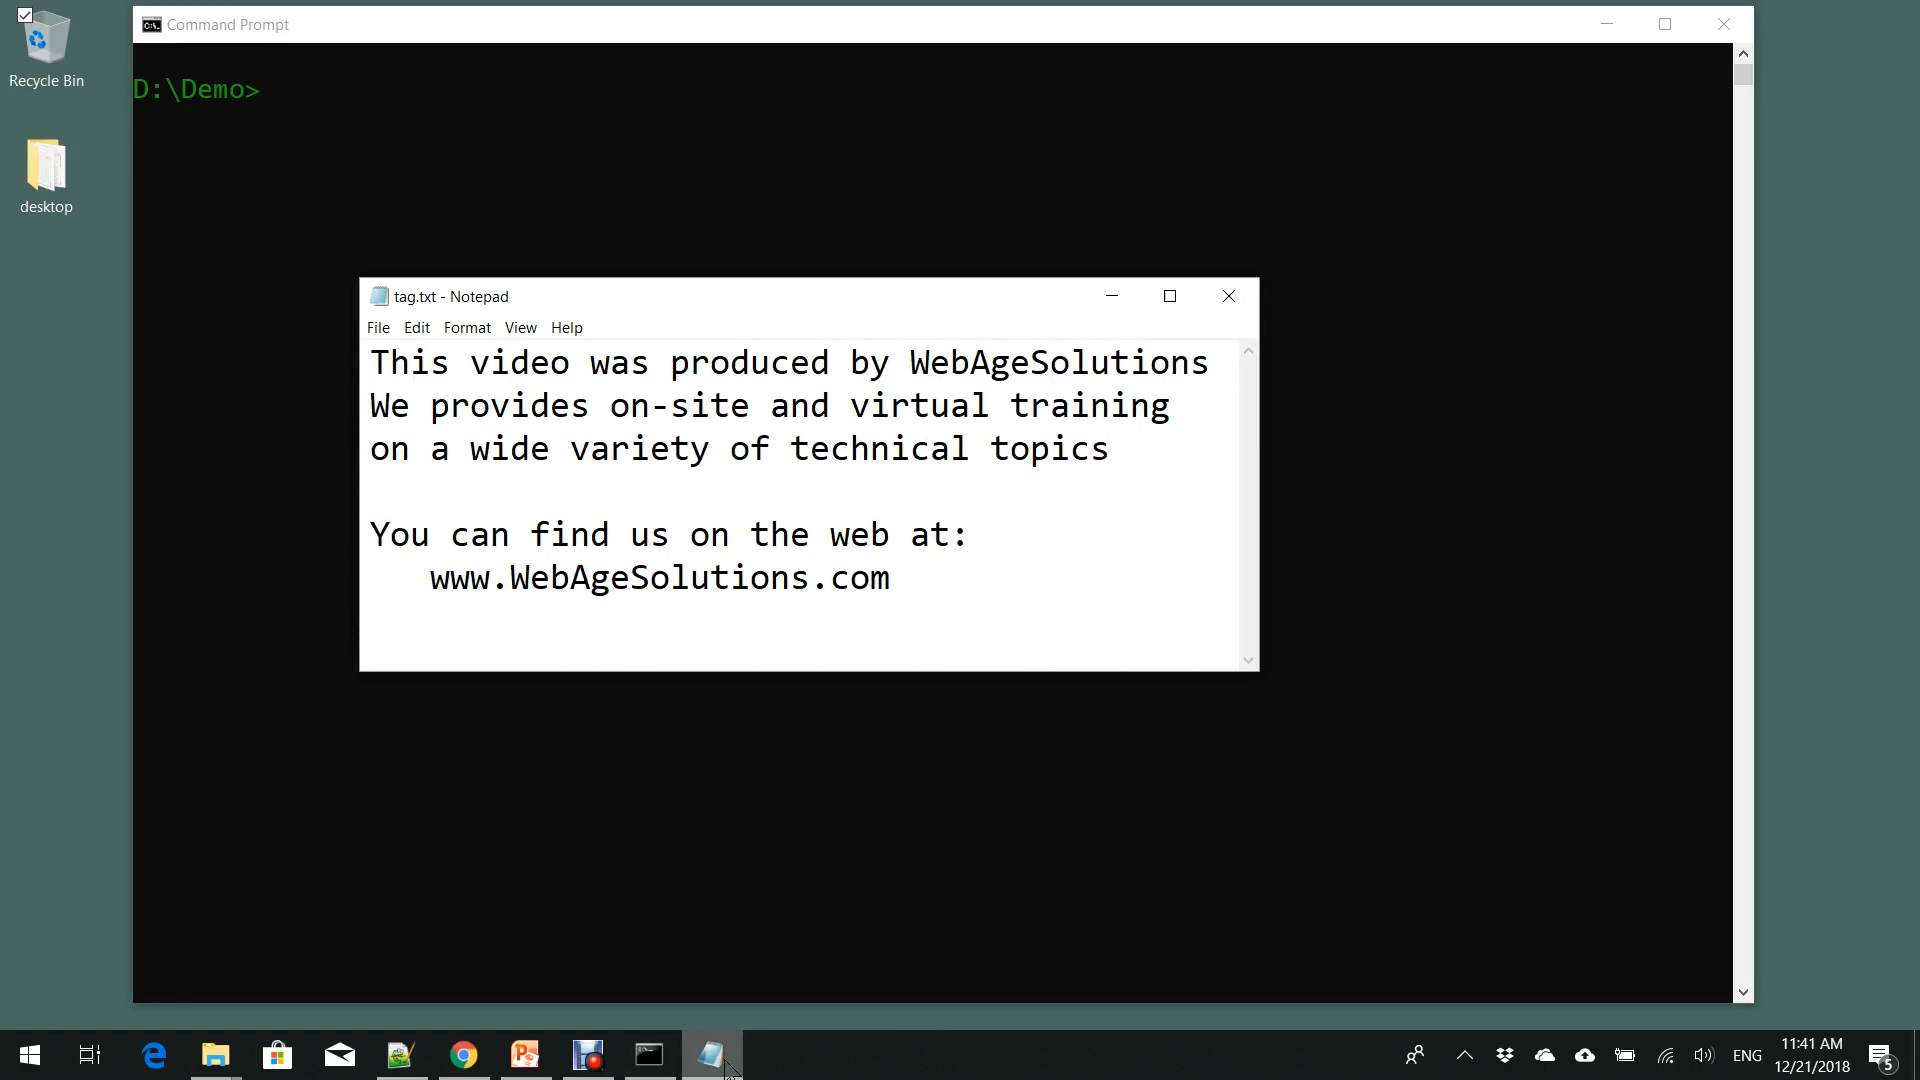 Recycle Bin
desktop
Command Prompt
D:\Demo>
tag.txt - Notepad
File Edit Format View Help
This video was produced by WebAgeSolutions
We provides on-site and virtual training
on a wide variety of technical topics
You can find us on the web at:
www.WebAgeSolutions.com
ENG
11:41 AM
12/21/2018
5